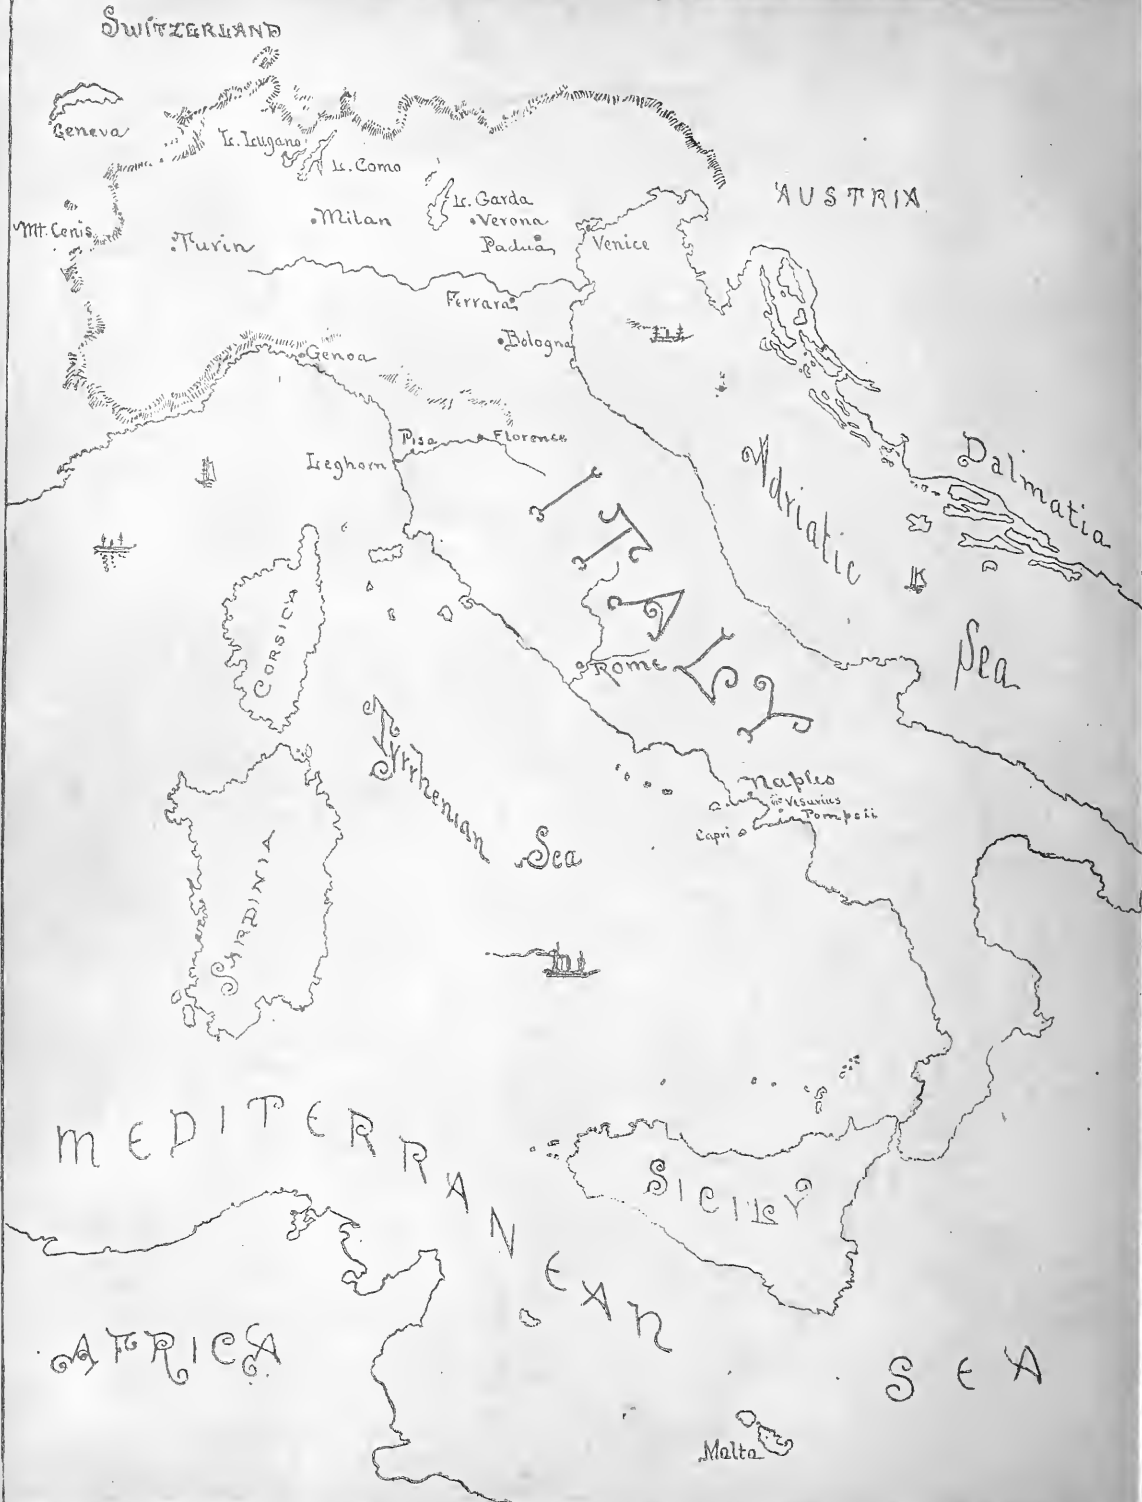 SWITZERLAND
Geneva
L. Lugano
L. Como
L. Garda
AUSTRIA
Mt. Cenis
Milan
Verona
Turin
Padua
Venice
Ferrara
Bologna
Genoa
Pisa
Florence
Leghorn
Dalmatia
Adriatic
Sea
ITALY
CORSICA
Rome
Tyrrhenian
Sea
Naples
Vesuvius
Pompeii
Capri
SARDINIA
MEDITERRANEAN
SEA
SICILY
AFRICA
Malta